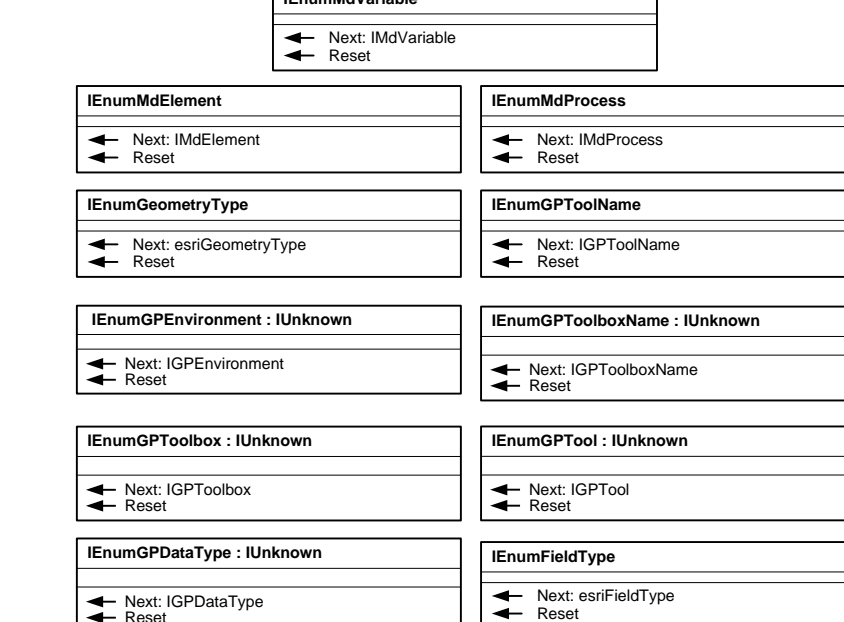 IEnumMdVariable
Next: IMdVariable
Reset
IEnumMdElement
Next: IMdElement
Reset
IEnumMdProcess
Next: IMdProcess
Reset
IEnumGeometryType
Next: esriGeometryType
Reset
IEnumGPToolName
Next: IGPToolName
Reset
IEnumGPEnvironment : IUnknown
Next: IGPEnvironment
Reset
IEnumGPToolboxName : IUnknown
Next: IGPToolboxName
Reset
IEnumGPToolbox : IUnknown
Next: IGPToolbox
Reset
IEnumGPTool : IUnknown
Next: IGPTool
Reset
IEnumGPDataType : IUnknown
Next: IGPDataType
Reset
IEnumFieldType
Next: esriFieldType
Reset